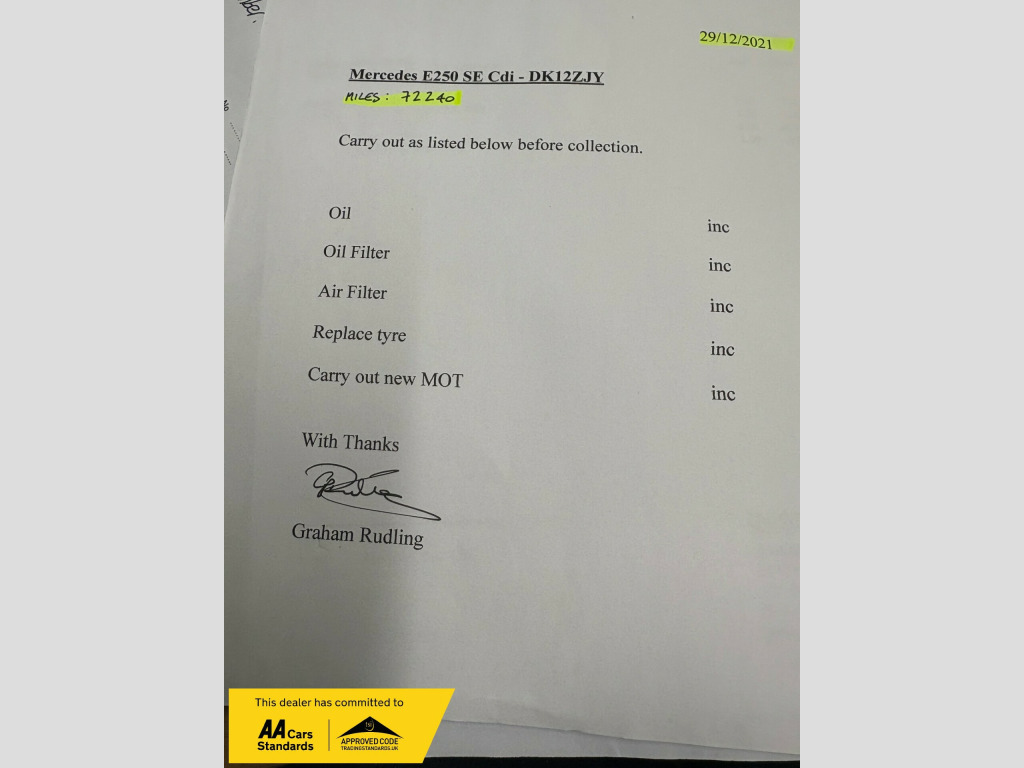 29/12/2021
Mercedes E250 SE Cdi - DK12ZJY
MILES: 72240
Carry out as listed below before collection.
Oil inc
Oil Filter inc
Air Filter inc
Replace tyre inc
Carry out new MOT inc
With Thanks
Graham Rudling
This dealer has committed to
AA Cars
Standards
APPROVED CODE
TRADINGSTANDARDS.UK